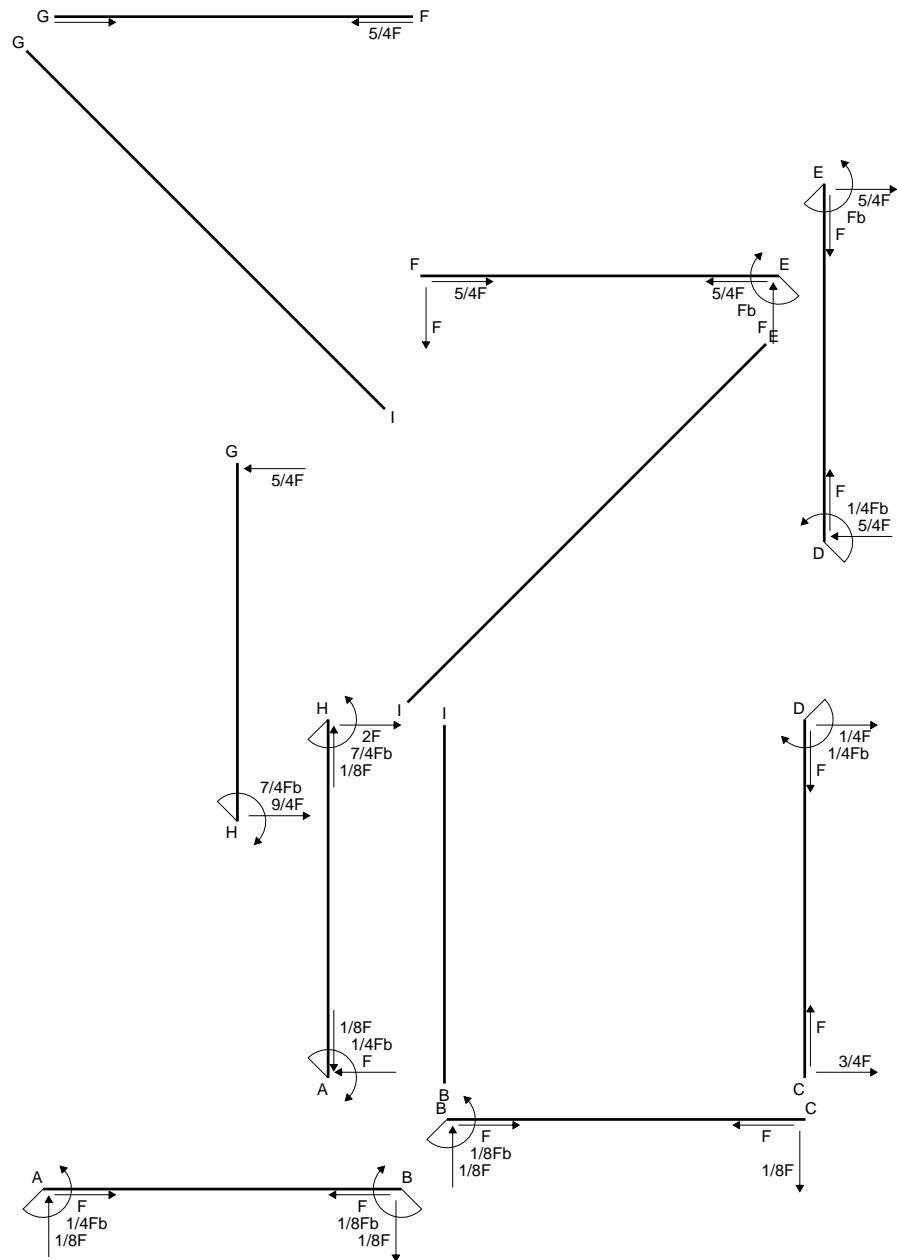 G F
5/4F
G
E
5/4F
Fb
F
F E
5/4F 5/4F
F Fb
F
E
I
G
5/4F
F
1/4Fb
5/4F
D
I
I
H
2F
7/4Fb
1/8F
D
1/4F
1/4Fb
F
7/4Fb
9/4F
H
1/8F
1/4Fb
F
A
F
3/4F
C
B
B C
F F
1/8Fb
1/8F 1/8F
A B
F F
1/4Fb 1/8Fb
1/8F 1/8F